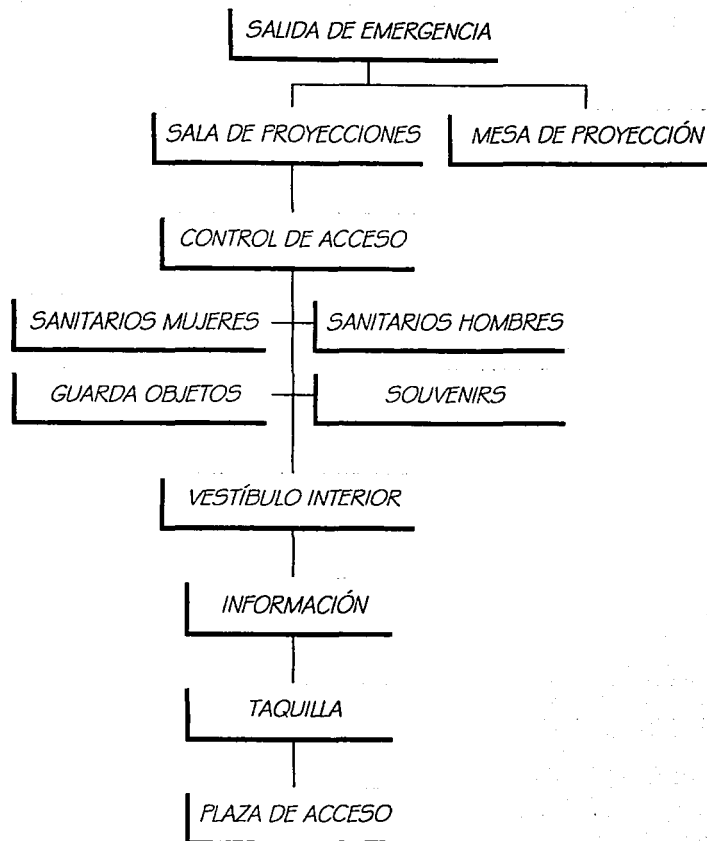 SALIDA DE EMERGENCIA
SALA DE PROYECCIONES
MESA DE PROYECCIÓN
CONTROL DE ACCESO
SANITARIOS MUJERES
SANITARIOS HOMBRES
GUARDA OBJETOS
SOUVENIRS
VESTÍBULO INTERIOR
INFORMACIÓN
TAQUILLA
PLAZA DE ACCESO